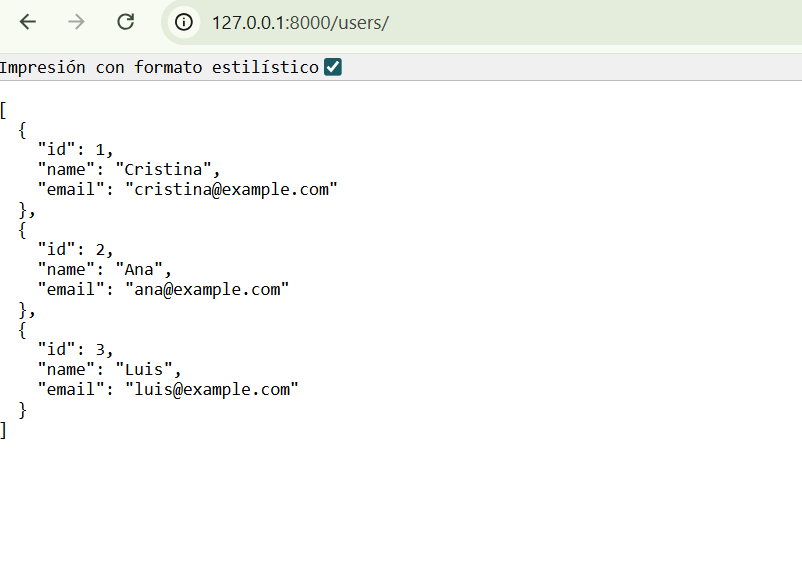 127.0.0.1:8000/users/
Impresión con formato estilístico
[
  {
    "id": 1,
    "name": "Cristina",
    "email": "cristina@example.com"
  },
  {
    "id": 2,
    "name": "Ana",
    "email": "ana@example.com"
  },
  {
    "id": 3,
    "name": "Luis",
    "email": "luis@example.com"
  }
]